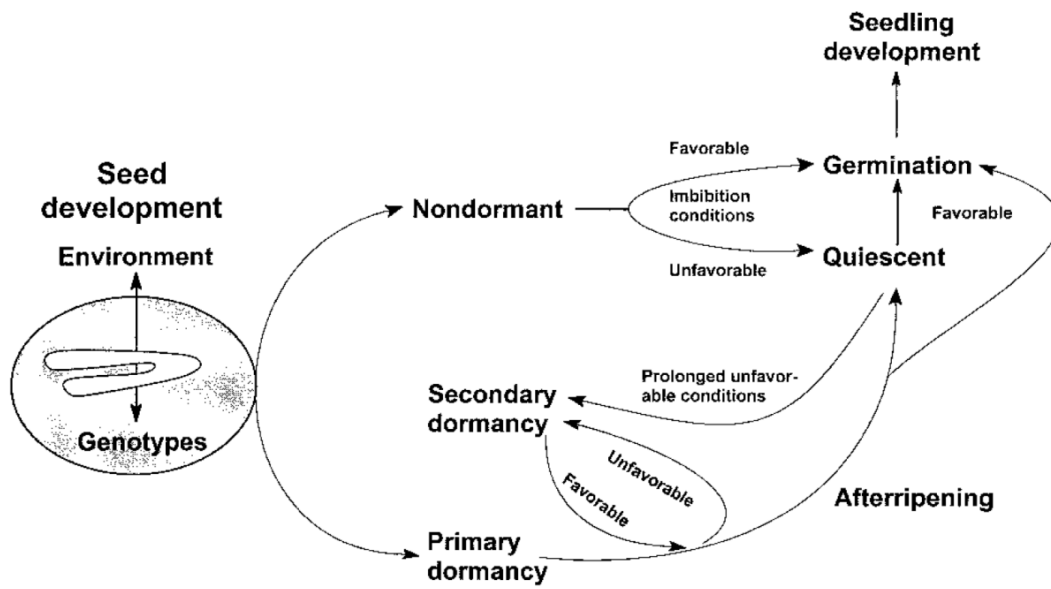 Seedling
development
Favorable
Germination
Seed
development
Nondormant
Imbibition
conditions
Favorable
Environment
Unfavorable
Quiescent
Prolonged unfavor-
able conditions
Secondary
dormancy
Genotypes
Unfavorable
Favorable
Afterripening
Primary
dormancy